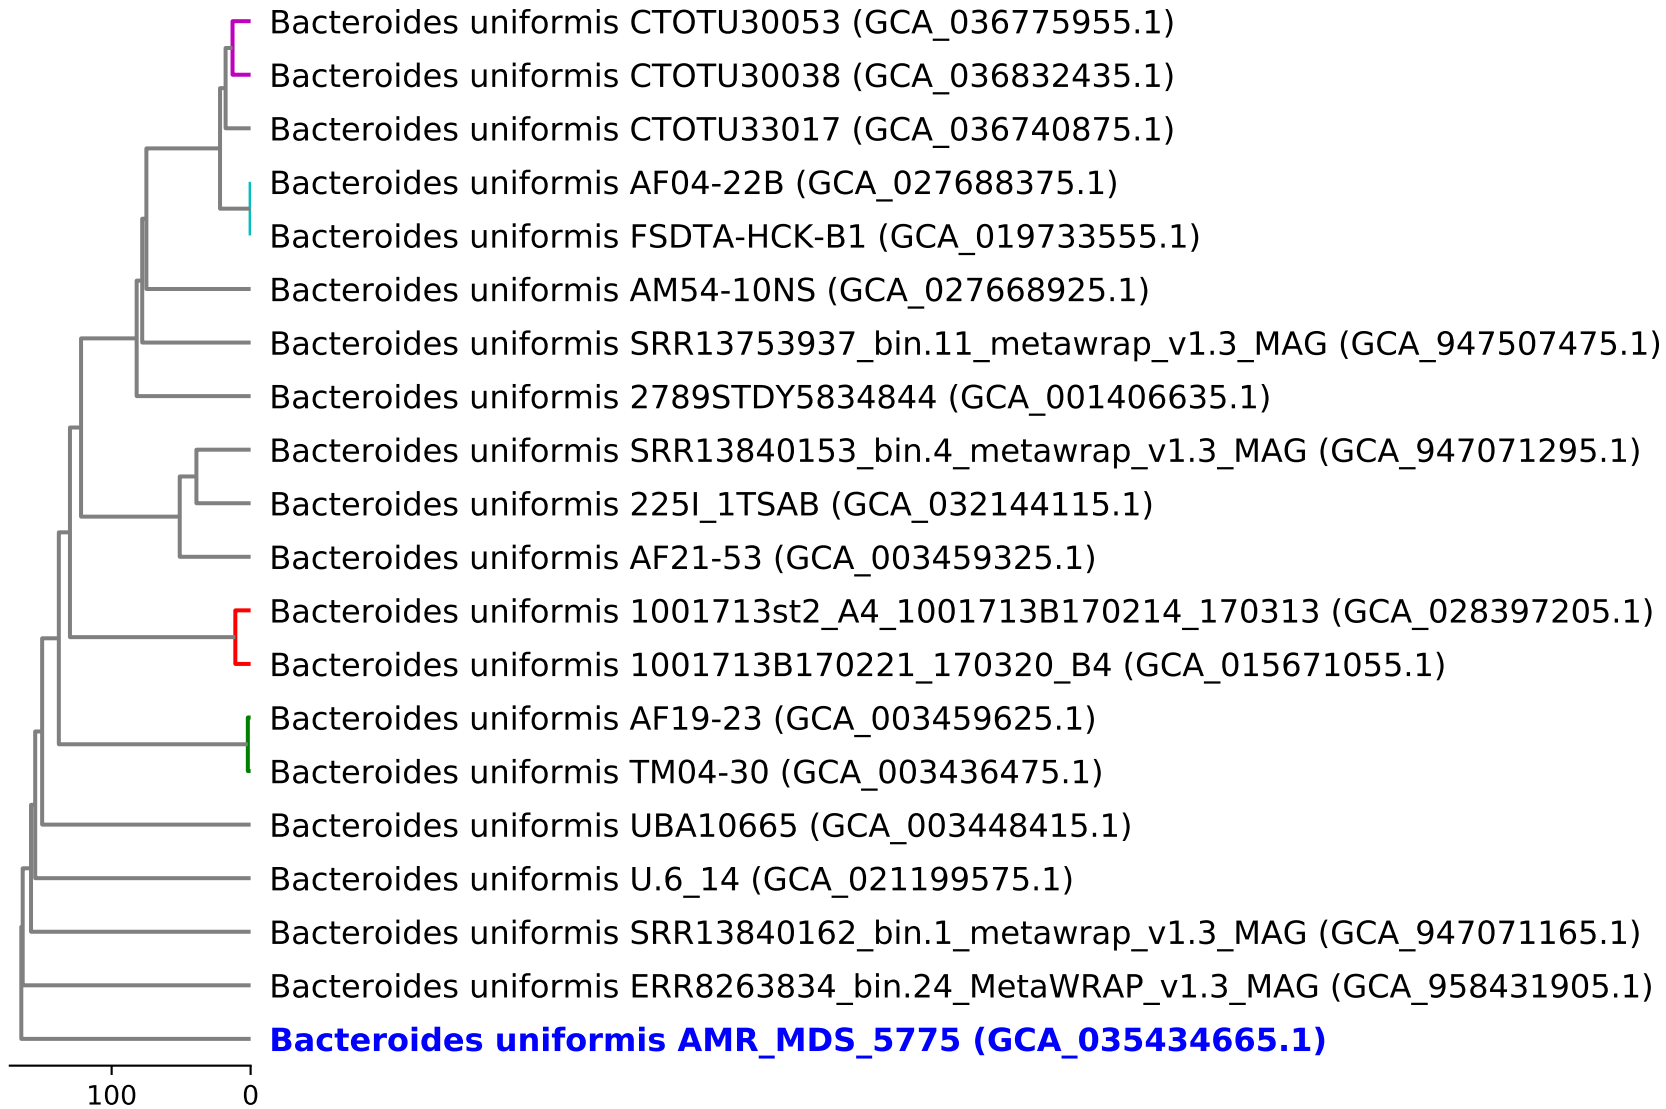 Bacteroides uniformis CTOTU30053 (GCA_036775955.1)
Bacteroides uniformis CTOTU30038 (GCA_036832435.1)
Bacteroides uniformis CTOTU33017 (GCA_036740875.1)
Bacteroides uniformis AF04-22B (GCA_027688375.1)
Bacteroides uniformis FSDTA-HCK-B1 (GCA_019733555.1)
Bacteroides uniformis AM54-10NS (GCA_027668925.1)
Bacteroides uniformis SRR13753937_bin.11_metawrap_v1.3_MAG (GCA_947507475.1)
Bacteroides uniformis 2789STDY5834844 (GCA_001406635.1)
Bacteroides uniformis SRR13840153_bin.4_metawrap_v1.3_MAG (GCA_947071295.1)
Bacteroides uniformis 225I_1TSAB (GCA_032144115.1)
Bacteroides uniformis AF21-53 (GCA_003459325.1)
Bacteroides uniformis 1001713st2_A4_1001713B170214_170313 (GCA_028397205.1)
Bacteroides uniformis 1001713B170221_170320_B4 (GCA_015671055.1)
Bacteroides uniformis AF19-23 (GCA_003459625.1)
Bacteroides uniformis TM04-30 (GCA_003436475.1)
Bacteroides uniformis UBA10665 (GCA_003448415.1)
Bacteroides uniformis U.6_14 (GCA_021199575.1)
Bacteroides uniformis SRR13840162_bin.1_metawrap_v1.3_MAG (GCA_947071165.1)
Bacteroides uniformis ERR8263834_bin.24_MetaWRAP_v1.3_MAG (GCA_958431905.1)
Bacteroides uniformis AMR_MDS_5775 (GCA_035434665.1)
100 0